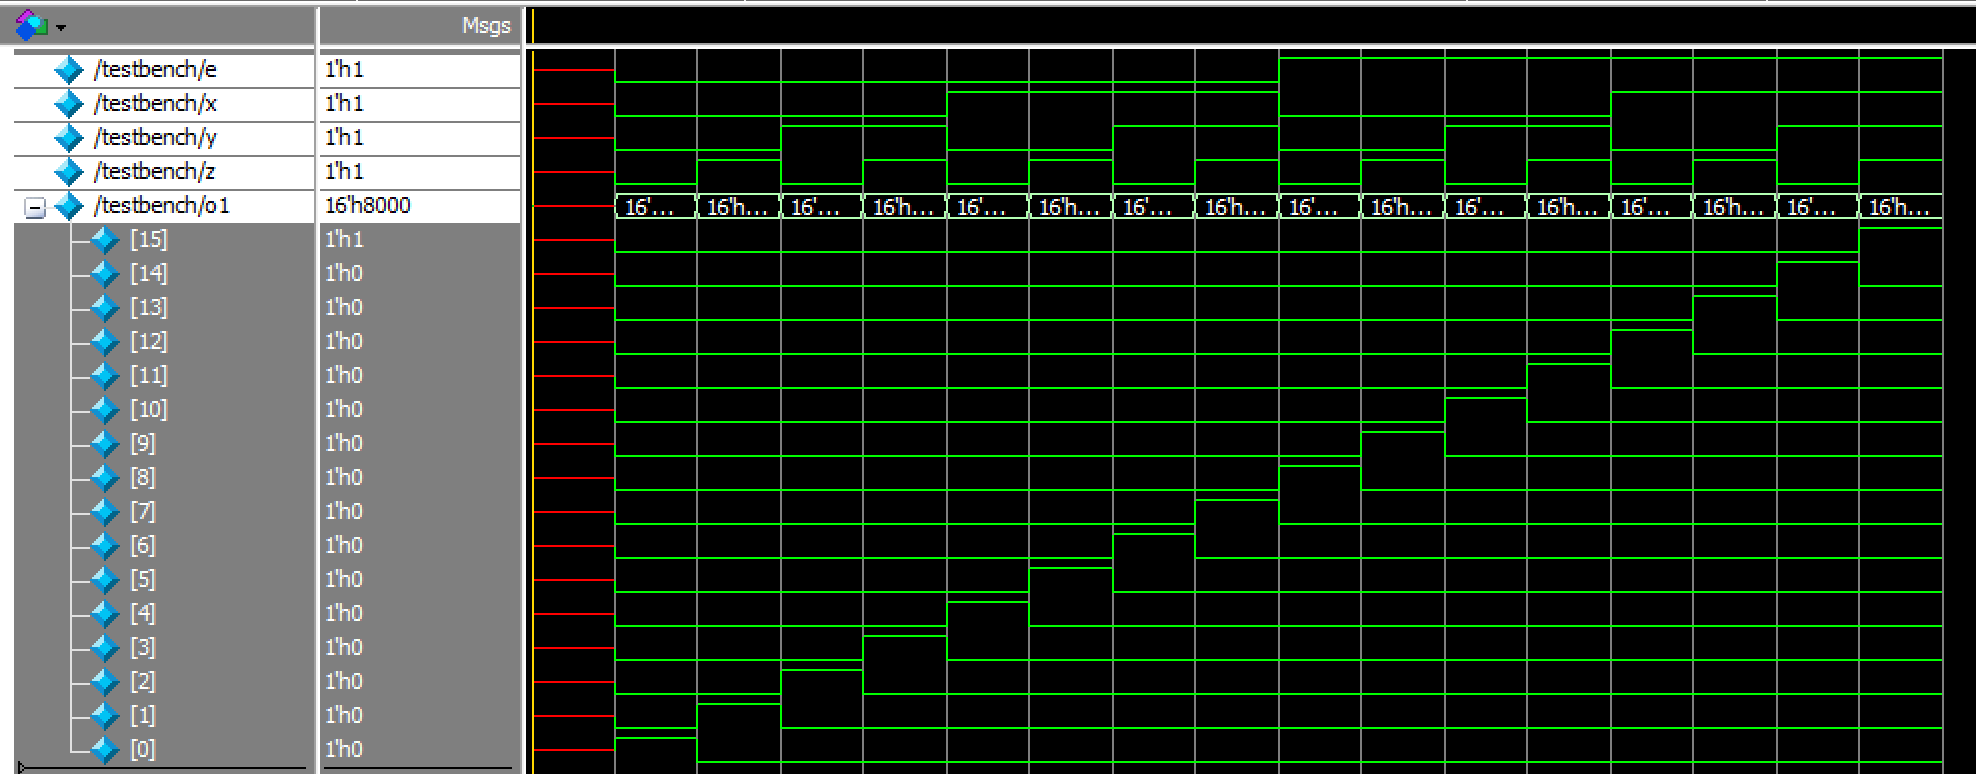 Msgs
/testbench/e 1'h1
/testbench/x 1'h1
/testbench/y 1'h1
/testbench/z 1'h1
/testbench/o1 16'h8000 16'... 16'h... 16'... 16'h... 16'... 16'h... 16'... 16'h... 16'... 16'h... 16'... 16'h... 16'... 16'h... 16'... 16'h...
[15] 1'h1
[14] 1'h0
[13] 1'h0
[12] 1'h0
[11] 1'h0
[10] 1'h0
[9] 1'h0
[8] 1'h0
[7] 1'h0
[6] 1'h0
[5] 1'h0
[4] 1'h0
[3] 1'h0
[2] 1'h0
[1] 1'h0
[0] 1'h0